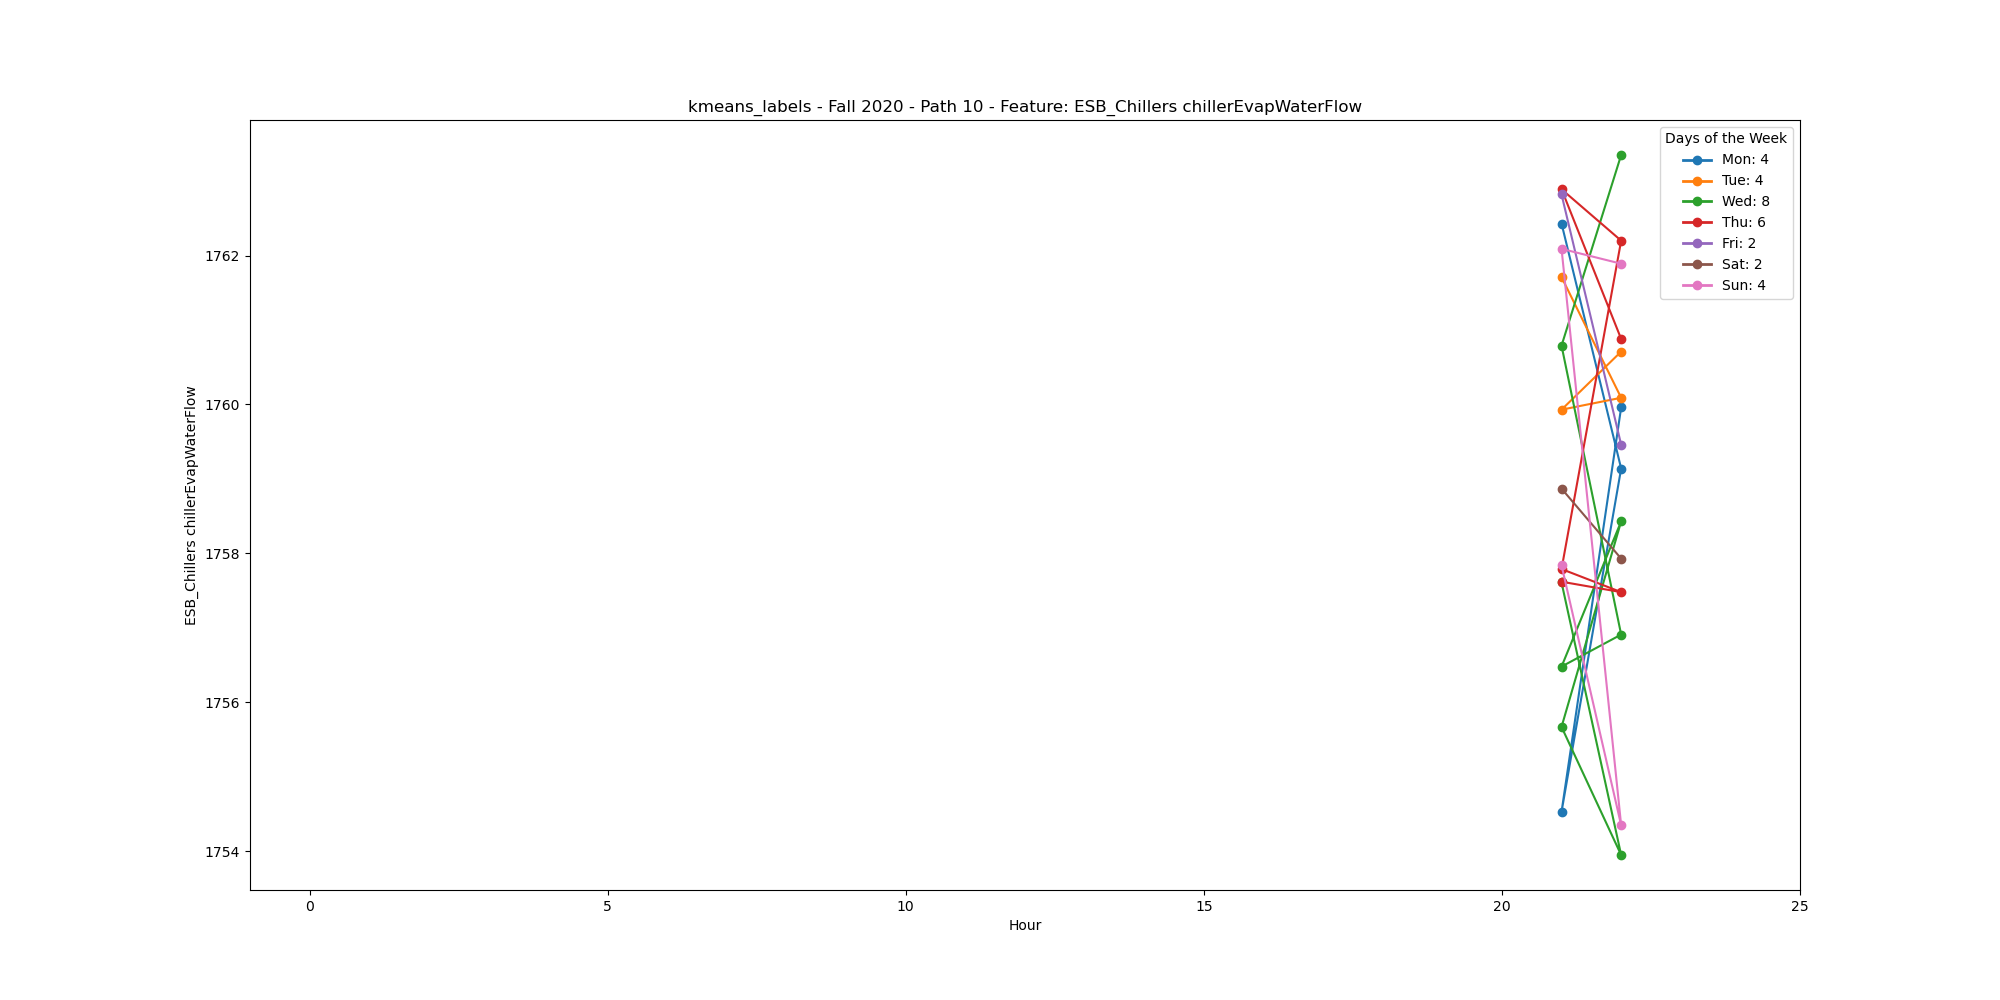 kmeans_labels - Fall 2020 - Path 10 - Feature: ESB_Chillers chillerEvapWaterFlow
Days of the Week
Mon: 4
Tue: 4
Wed: 8
Thu: 6
Fri: 2
Sat: 2
Sun: 4
ESB_Chillers chillerEvapWaterFlow
1762
1760
1758
1756
1754
0 5 10 15 20 25
Hour